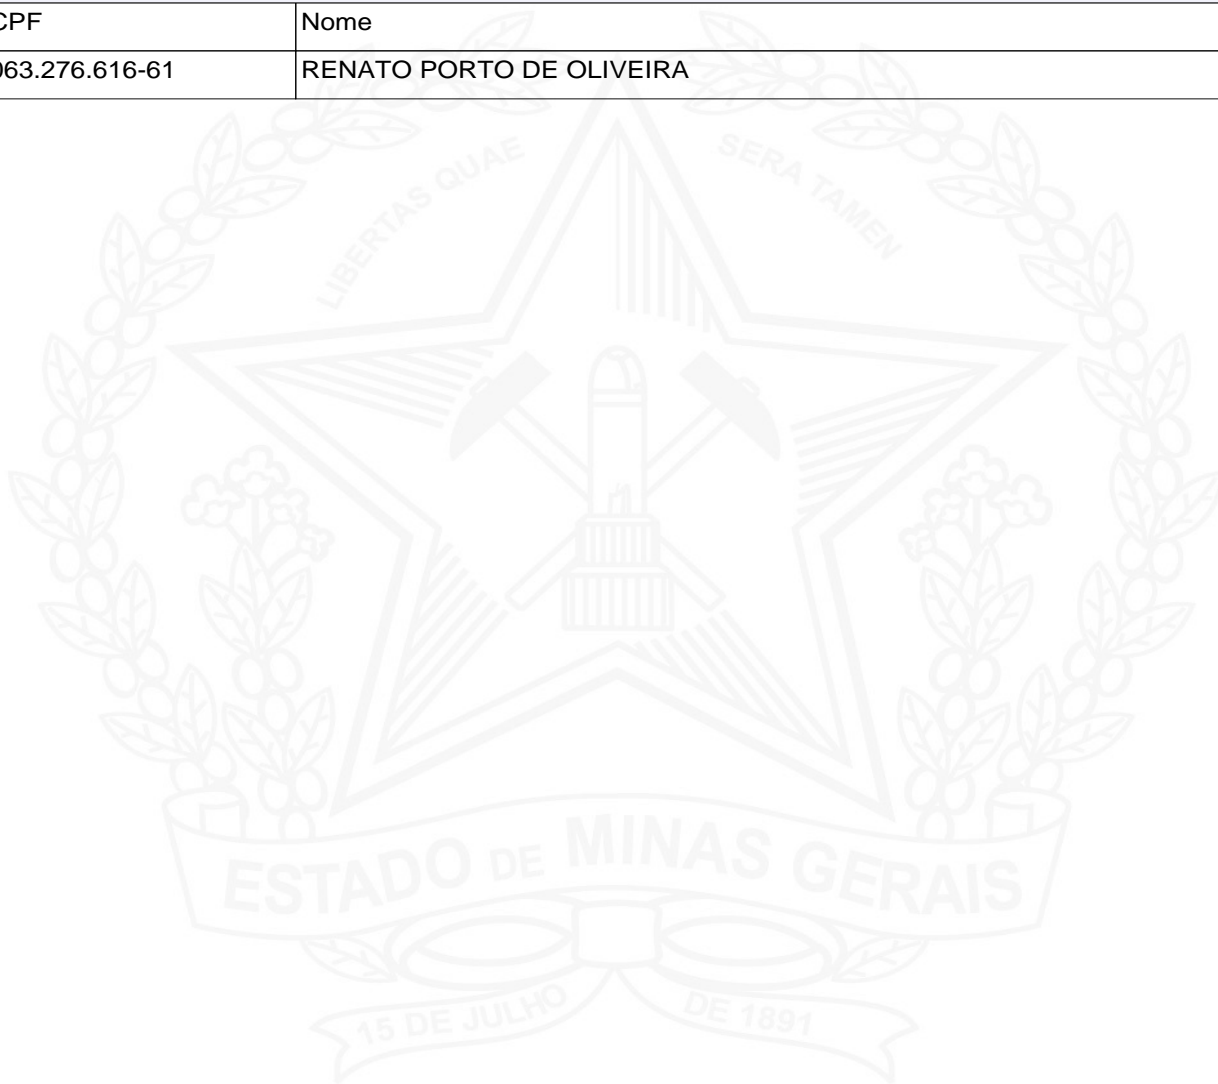 CPF Nome
063.276.616-61 RENATO PORTO DE OLIVEIRA
LIBERTAS QUAE SERA TAMEN
ESTADO DE MINAS GERAIS
15 DE JULHO DE 1891